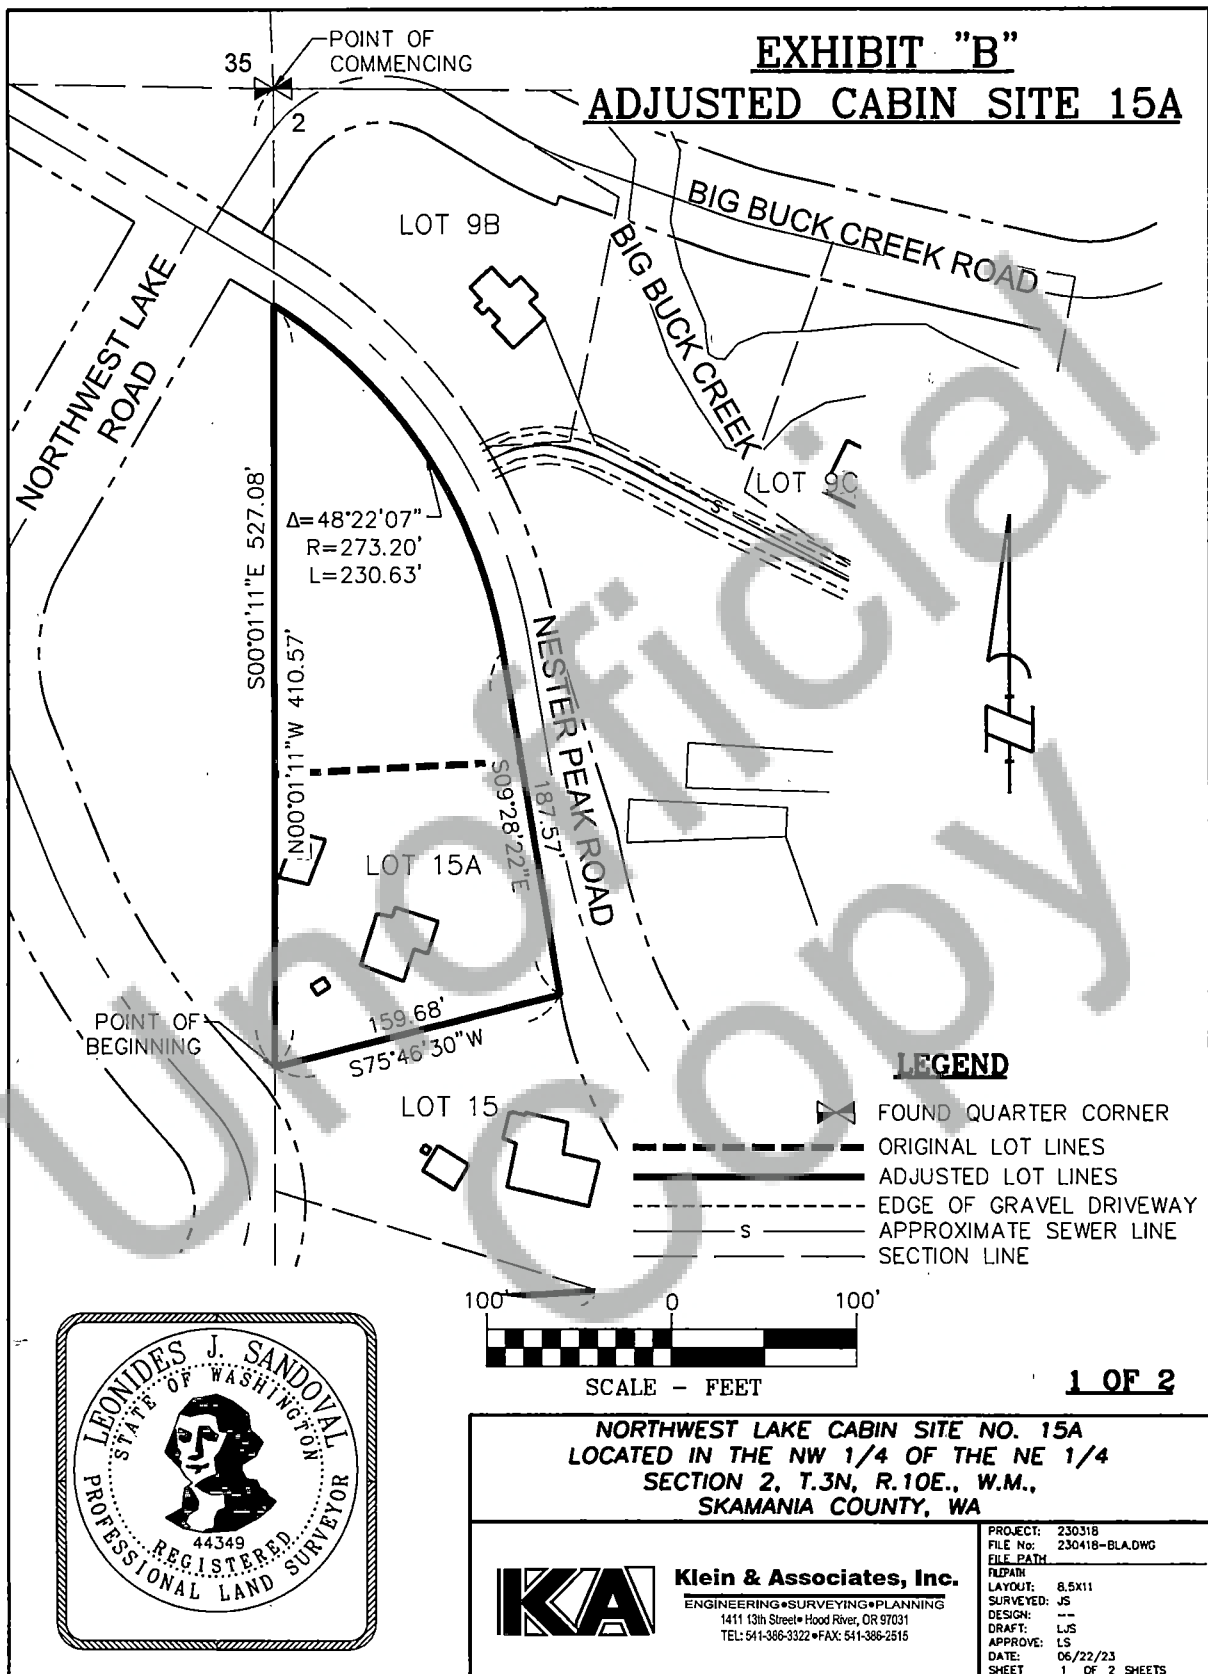 EXHIBIT "B"
ADJUSTED CABIN SITE 15A
POINT OF
COMMENCING
35
2
LOT 9B
BIG BUCK CREEK ROAD
BIG BUCK CREEK
NORTHWEST LAKE
ROAD
LOT 9C
S
Δ=48°22'07"
R=273.20'
L=230.63'
S00°01'11"E 527.08'
N00°01'11"W 410.57'
NESTER PEAK ROAD
187.57'
S09°28'22"E
LOT 15A
159.68'
S75°46'30"W
POINT OF
BEGINNING
LOT 15
LEGEND
FOUND QUARTER CORNER
ORIGINAL LOT LINES
ADJUSTED LOT LINES
EDGE OF GRAVEL DRIVEWAY
S APPROXIMATE SEWER LINE
SECTION LINE
100' 0 100'
SCALE - FEET
1 OF 2
LEONIDES J. SANDOVAL
STATE OF WASHINGTON
44349
REGISTERED
PROFESSIONAL LAND SURVEYOR
NORTHWEST LAKE CABIN SITE NO. 15A
LOCATED IN THE NW 1/4 OF THE NE 1/4
SECTION 2, T.3N, R.10E., W.M.,
SKAMANIA COUNTY, WA
KA
Klein & Associates, Inc.
ENGINEERING•SURVEYING•PLANNING
1411 13th Street• Hood River, OR 97031
TEL: 541-386-3322•FAX: 541-386-2515
PROJECT: 230318
FILE No: 230418-BLA.DWG
FILE PATH
FILEPATH
LAYOUT: 8.5X11
SURVEYED: JS
DESIGN: --
DRAFT: LJS
APPROVE: LS
DATE: 06/22/23
SHEET 1 OF 2 SHEETS
Unofficial
Copy